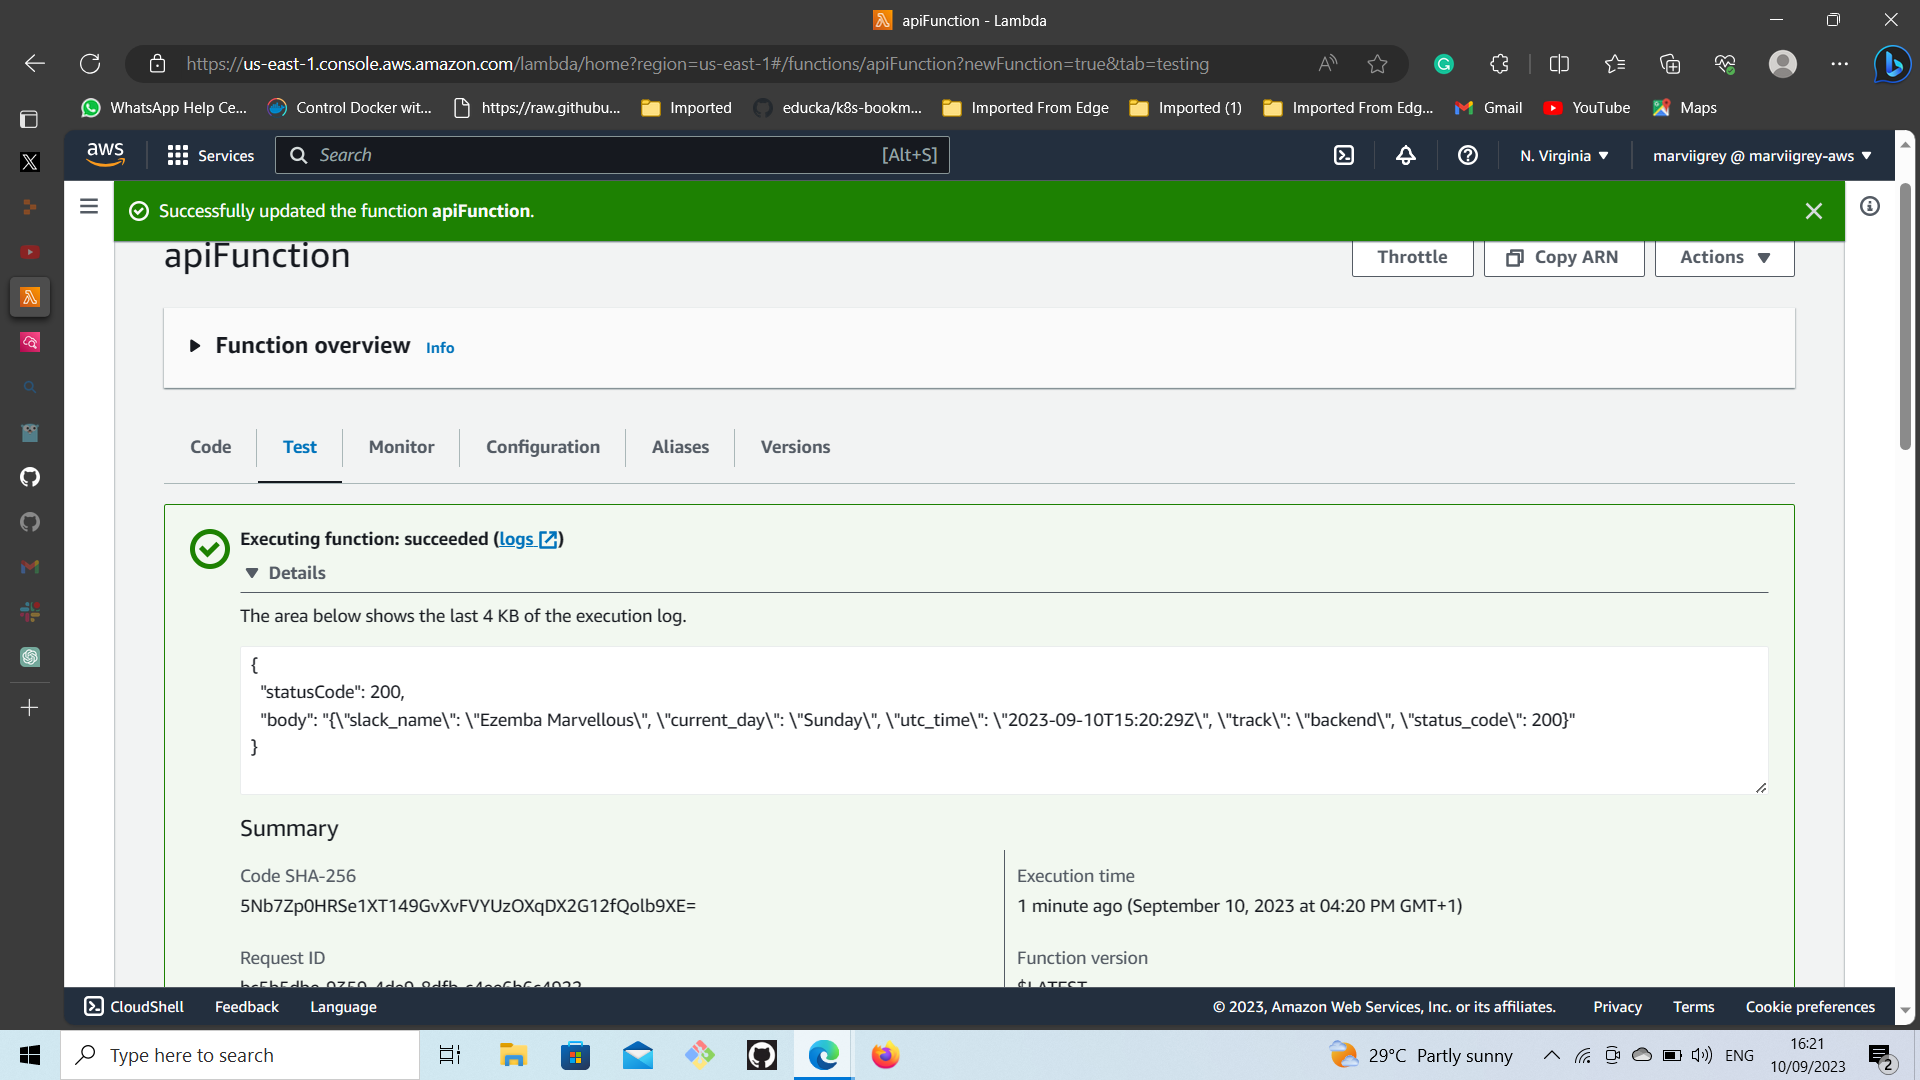 apiFunction - Lambda
https://us-east-1.console.aws.amazon.com/lambda/home?region=us-east-1#/functions/apiFunction?newFunction=true&tab=testing
WhatsApp Help Ce... Control Docker wit... https://raw.githubu... Imported educka/k8s-bookm... Imported From Edge Imported (1) Imported From Edg... Gmail YouTube Maps
aws Services Search [Alt+S] N. Virginia marviigrey @ marviigrey-aws
Successfully updated the function apiFunction.
apiFunction Throttle Copy ARN Actions
Function overview Info
Code Test Monitor Configuration Aliases Versions
Executing function: succeeded (logs)
Details
The area below shows the last 4 KB of the execution log.
{
"statusCode": 200,
"body": "{\"slack_name\": \"Ezemba Marvellous\", \"current_day\": \"Sunday\", \"utc_time\": \"2023-09-10T15:20:29Z\", \"track\": \"backend\", \"status_code\": 200}"
}
Summary
Code SHA-256 Execution time
5Nb7Zp0HRSe1XT149GvXvFVYUzOXqDX2G12fQolb9XE= 1 minute ago (September 10, 2023 at 04:20 PM GMT+1)
Request ID Function version
$LATEST
CloudShell Feedback Language © 2023, Amazon Web Services, Inc. or its affiliates. Privacy Terms Cookie preferences
Type here to search 29°C Partly sunny ENG 16:21
10/09/2023 2